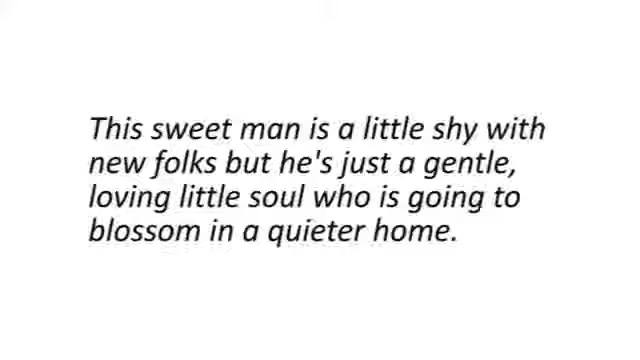 This sweet man is a little shy with
new folks but he's just a gentle,
loving little soul who is going to
blossom in a quieter home.